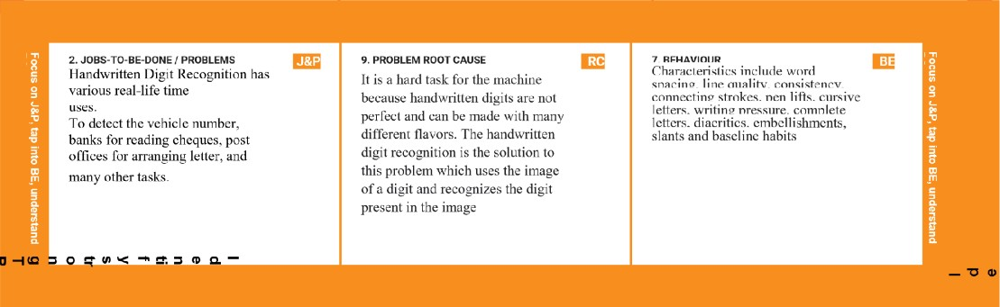 Focus on J&P, tap into BE, understand
2. JOBS-TO-BE-DONE / PROBLEMS
J&P
Handwritten Digit Recognition has
various real-life time
uses.
To detect the vehicle number,
banks for reading cheques, post
offices for arranging letter, and
many other tasks.
9. PROBLEM ROOT CAUSE
RC
It is a hard task for the machine
because handwritten digits are not
perfect and can be made with many
different flavors. The handwritten
digit recognition is the solution to
this problem which uses the image
of a digit and recognizes the digit
present in the image
7. BEHAVIOUR
BE
Characteristics include word
spacing, line quality, consistency,
connecting strokes, pen lifts, cursive
letters, writing pressure, complete
letters, diacritics, embellishments,
slants and baseline habits
Focus on J&P, tap into BE, understand